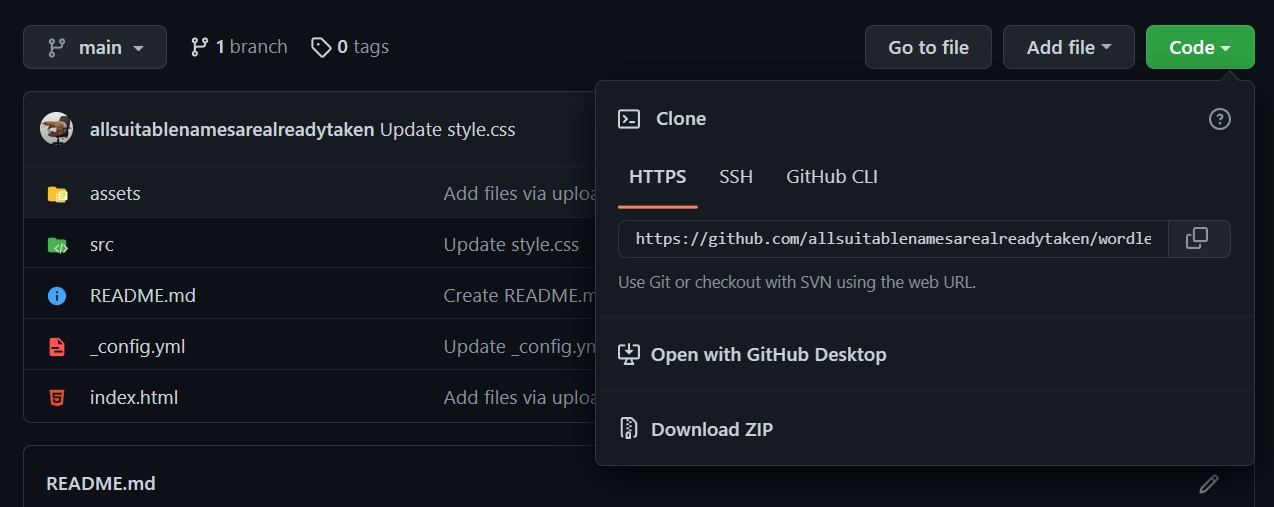 main 1 branch 0 tags Go to file Add file Code
allsuitablenamesarealreadytaken Update style.css
Clone
HTTPS SSH GitHub CLI
https://github.com/allsuitablenamesarealreadytaken/wordle
Use Git or checkout with SVN using the web URL.
Open with GitHub Desktop
Download ZIP
assets Add files via uploa
src Update style.css
README.md Create README.m
_config.yml Update _config.ym
index.html Add files via uploa
README.md